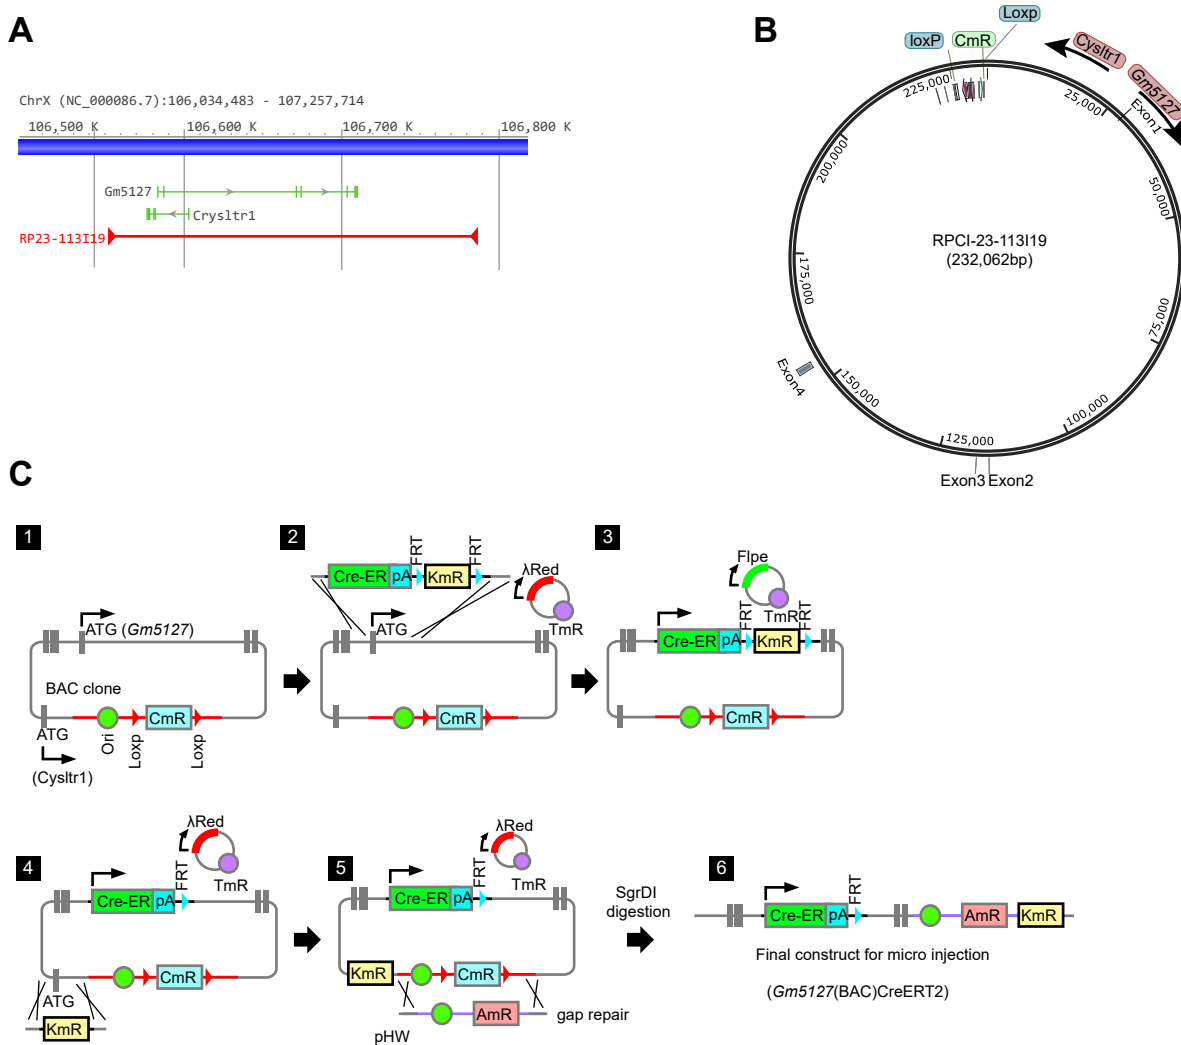 A
ChrX (NC_000086.7):106,034,483 - 107,257,714
106,500 K
106,600 K
106,700 K
106,800 K
Gm5127
Crysltr1
RP23-113I19
B
Loxp
loxP
CmR
Cysltr1
Gm5127
Exon1
225,000
25,000
200,000
50,000
RPCI-23-113I19
(232,062bp)
175,000
75,000
Exon4
150,000
100,000
125,000
Exon3
Exon2
C
1
ATG (Gm5127)
BAC clone
CmR
ATG
Ori
Loxp
Loxp
(Cysltr1)
2
FRT
FRT
Cre-ER
pA
KmR
λRed
TmR
ATG
CmR
3
Flpe
TmR
FRT
FRT
Cre-ER
pA
KmR
CmR
4
λRed
TmR
FRT
Cre-ER
pA
CmR
ATG
KmR
5
λRed
TmR
FRT
Cre-ER
pA
KmR
CmR
AmR
pHW
gap repair
SgrDI
digestion
6
FRT
Cre-ER
pA
AmR
KmR
Final construct for micro injection
(Gm5127(BAC)CreERT2)